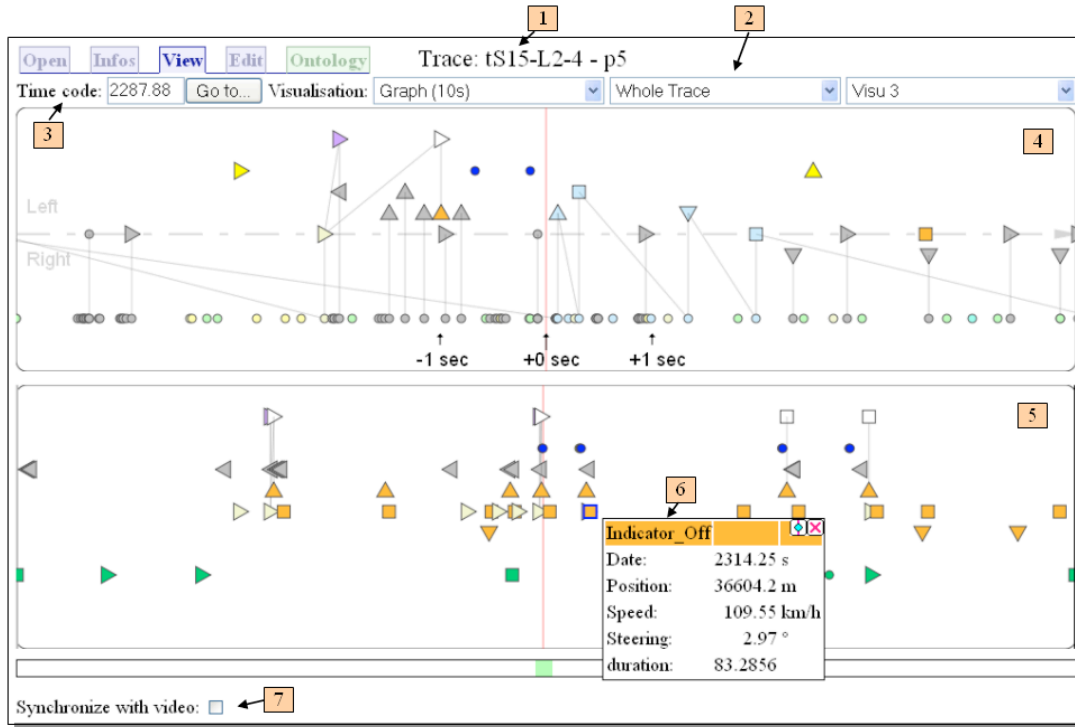 1
2
Open Infos View Edit Ontology Trace: tS15-L2-4 - p5
Time code: 2287.88 Go to... Visualisation: Graph (10s) Whole Trace Visu 3
3
4
Left
Right
-1 sec +0 sec +1 sec
5
6
Indicator_Off
Date: 2314.25 s
Position: 36604.2 m
Speed: 109.55 km/h
Steering: 2.97 °
duration: 83.2856
Synchronize with video:
7